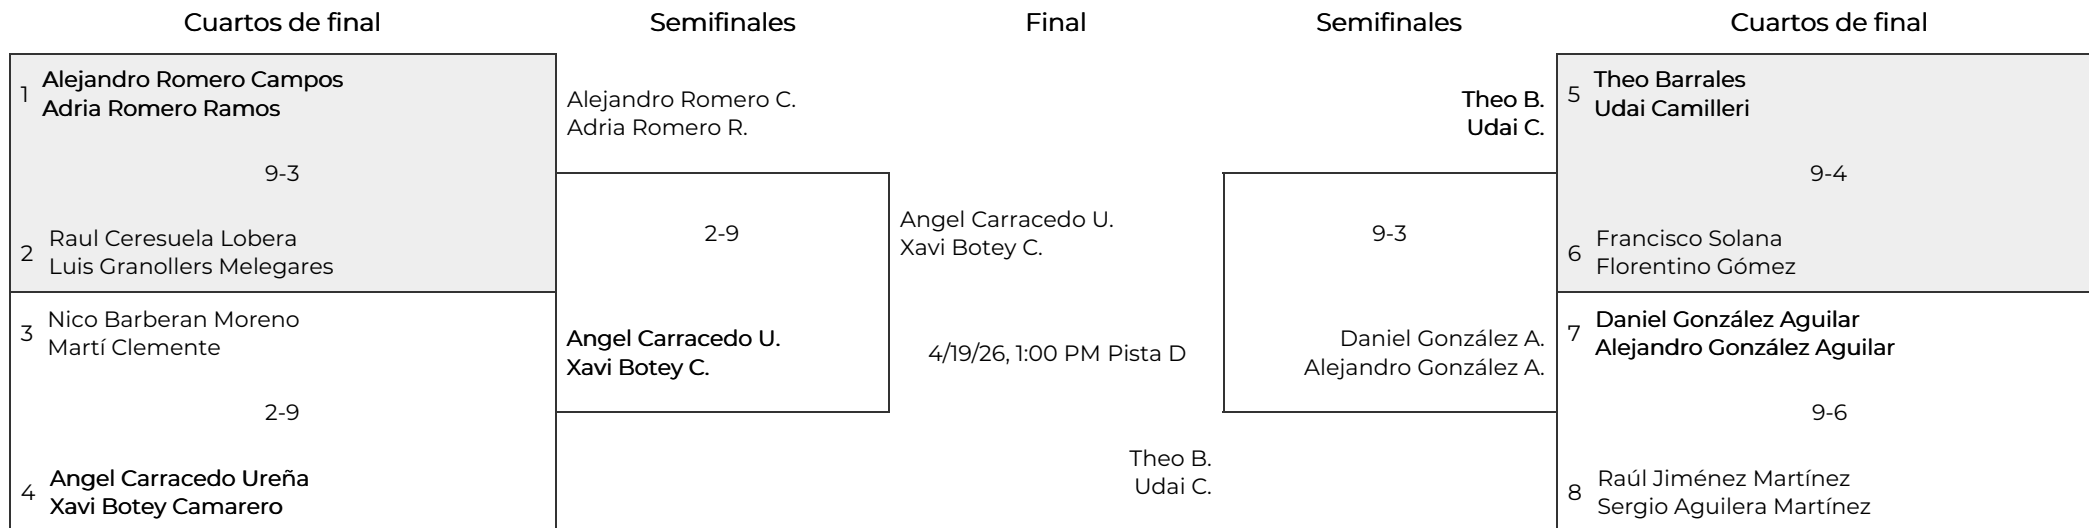 Cuartos de final
Semifinales
Final
Semifinales
Cuartos de final
1
Alejandro Romero Campos
Adria Romero Ramos
9-3
2
Raul Ceresuela Lobera
Luis Granollers Melegares
3
Nico Barberan Moreno
Martí Clemente
2-9
4
Angel Carracedo Ureña
Xavi Botey Camarero
Alejandro Romero C.
Adria Romero R.
2-9
Angel Carracedo U.
Xavi Botey C.
Angel Carracedo U.
Xavi Botey C.
4/19/26, 1:00 PM Pista D
Theo B.
Udai C.
Theo B.
Udai C.
9-3
Daniel González A.
Alejandro González A.
5
Theo Barrales
Udai Camilleri
9-4
6
Francisco Solana
Florentino Gómez
7
Daniel González Aguilar
Alejandro González Aguilar
9-6
8
Raúl Jiménez Martínez
Sergio Aguilera Martínez